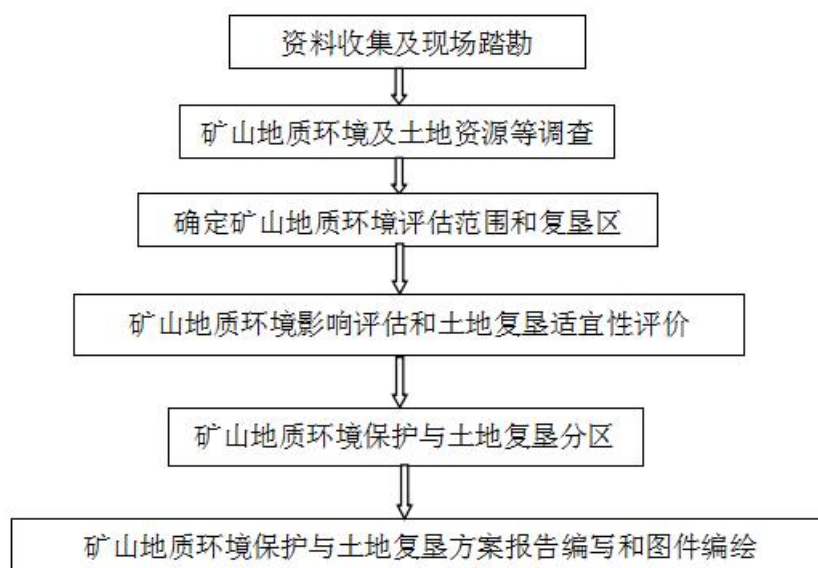 资料收集及现场踏勘
矿山地质环境及土地资源等调查
确定矿山地质环境评估范围和复垦区
矿山地质环境影响评估和土地复垦适宜性评价
矿山地质环境保护与土地复垦分区
矿山地质环境保护与土地复垦方案报告编写和图件编绘